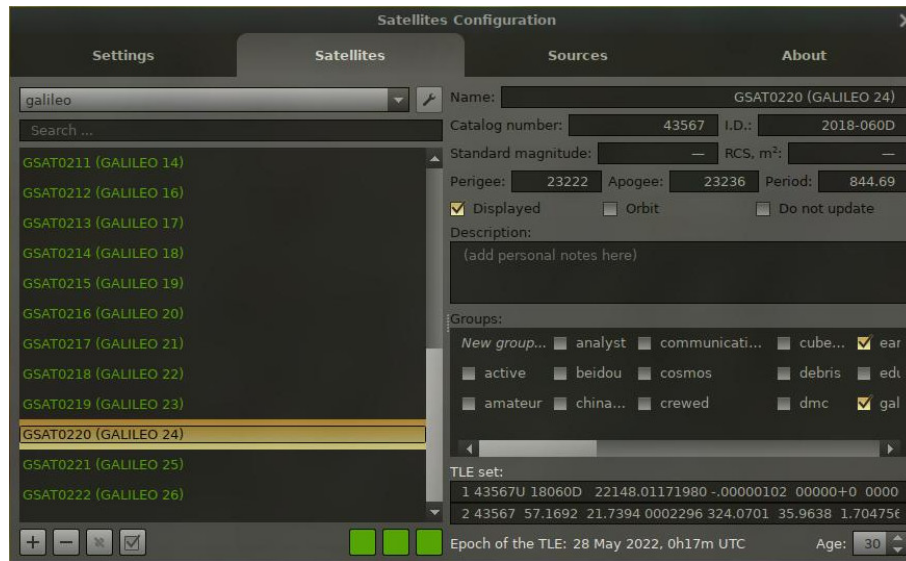 Satellites Configuration
Settings Satellites Sources About
galileo
Search ...
GSAT0211 (GALILEO 14)
GSAT0212 (GALILEO 16)
GSAT0213 (GALILEO 17)
GSAT0214 (GALILEO 18)
GSAT0215 (GALILEO 19)
GSAT0216 (GALILEO 20)
GSAT0217 (GALILEO 21)
GSAT0218 (GALILEO 22)
GSAT0219 (GALILEO 23)
GSAT0220 (GALILEO 24)
GSAT0221 (GALILEO 25)
GSAT0222 (GALILEO 26)
Name: GSAT0220 (GALILEO 24)
Catalog number: 43567 I.D.: 2018-060D
Standard magnitude: — RCS, m²: —
Perigee: 23222 Apogee: 23236 Period: 844.69
Displayed Orbit Do not update
Description:
(add personal notes here)
Groups:
New group... analyst communicati... cube... ear
active beidou cosmos debris edu
amateur china... crewed dmc gal
TLE set:
1 43567U 18060D 22148.01171980 -.00000102 00000+0 0000
2 43567 57.1692 21.7394 0002296 324.0701 35.9638 1.704756
Epoch of the TLE: 28 May 2022, 0h17m UTC Age: 30